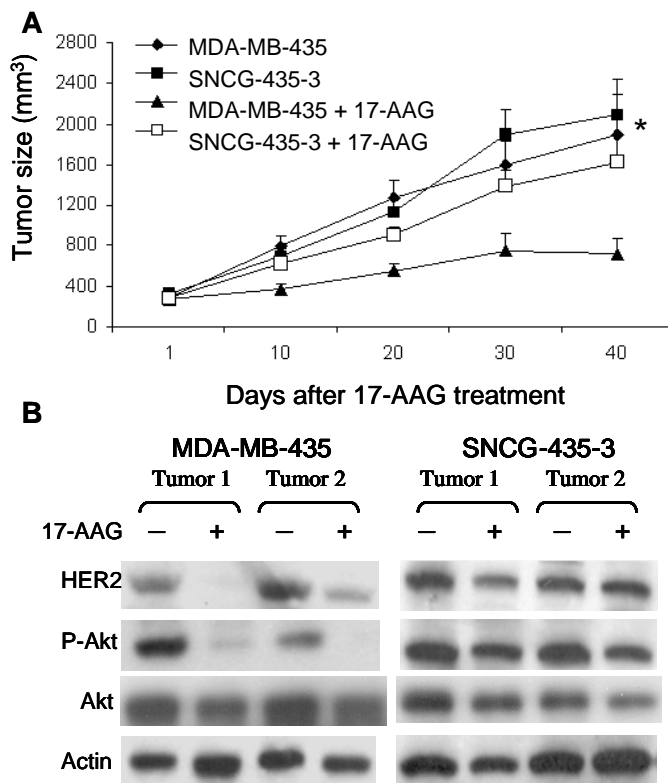 A
Tumor size (mm³)
2800
2400
2000
1600
1200
800
400
0
MDA-MB-435
SNCG-435-3
MDA-MB-435 + 17-AAG
SNCG-435-3 + 17-AAG
*
1 10 20 30 40
Days after 17-AAG treatment
B
MDA-MB-435 SNCG-435-3
Tumor 1 Tumor 2 Tumor 1 Tumor 2
17-AAG − + − + − + − +
HER2
P-Akt
Akt
Actin